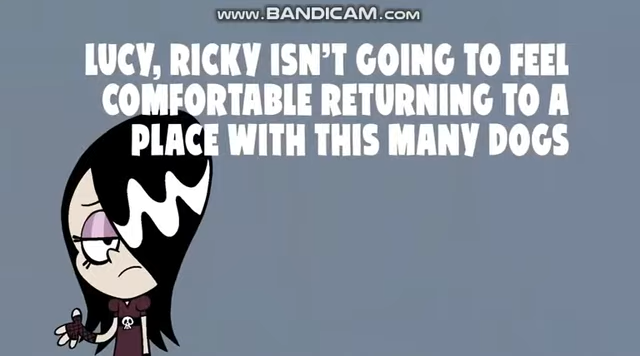 www.BANDICAM.com
LUCY, RICKY ISN'T GOING TO FEEL
COMFORTABLE RETURNING TO A
PLACE WITH THIS MANY DOGS